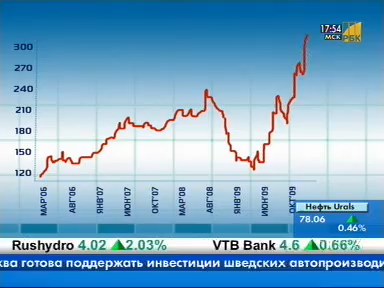 17:54
МСК
РБК
300
270
240
210
180
150
120
МАР'06
АВГ'06
ЯНВ'07
ИЮН'07
ОКТ'07
МАР'08
АВГ'08
ЯНВ'09
ИЮН'09
ОКТ'09
Нефть Urals
78.06
0.46%
Rushydro 4.02 2.03% VTB Bank 4.6 0.66%
ква готова поддержать инвестиции шведских автопроизводи